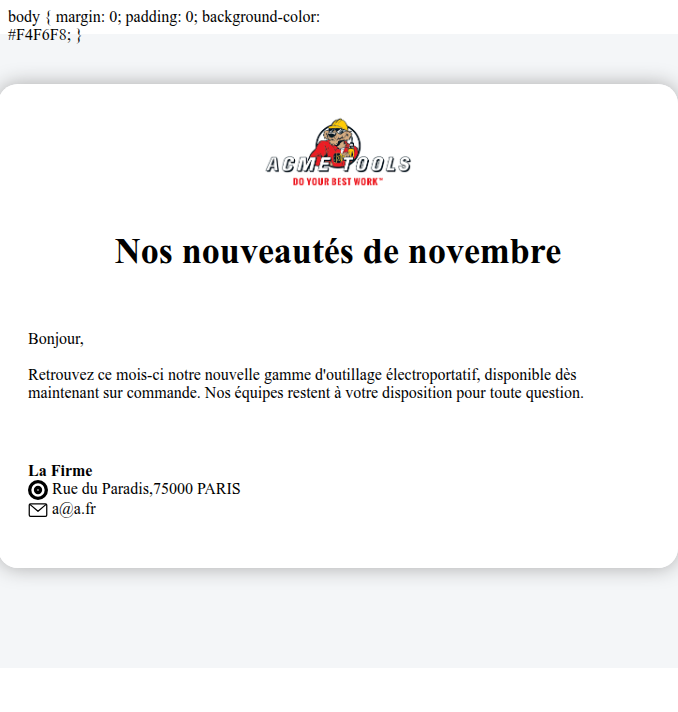 body { margin: 0; padding: 0; background-color:
#F4F6F8; }
ACME TOOLS
DO YOUR BEST WORK™
Nos nouveautés de novembre
Bonjour,
Retrouvez ce mois-ci notre nouvelle gamme d'outillage électroportatif, disponible dès
maintenant sur commande. Nos équipes restent à votre disposition pour toute question.
La Firme
Rue du Paradis,75000 PARIS
a@a.fr